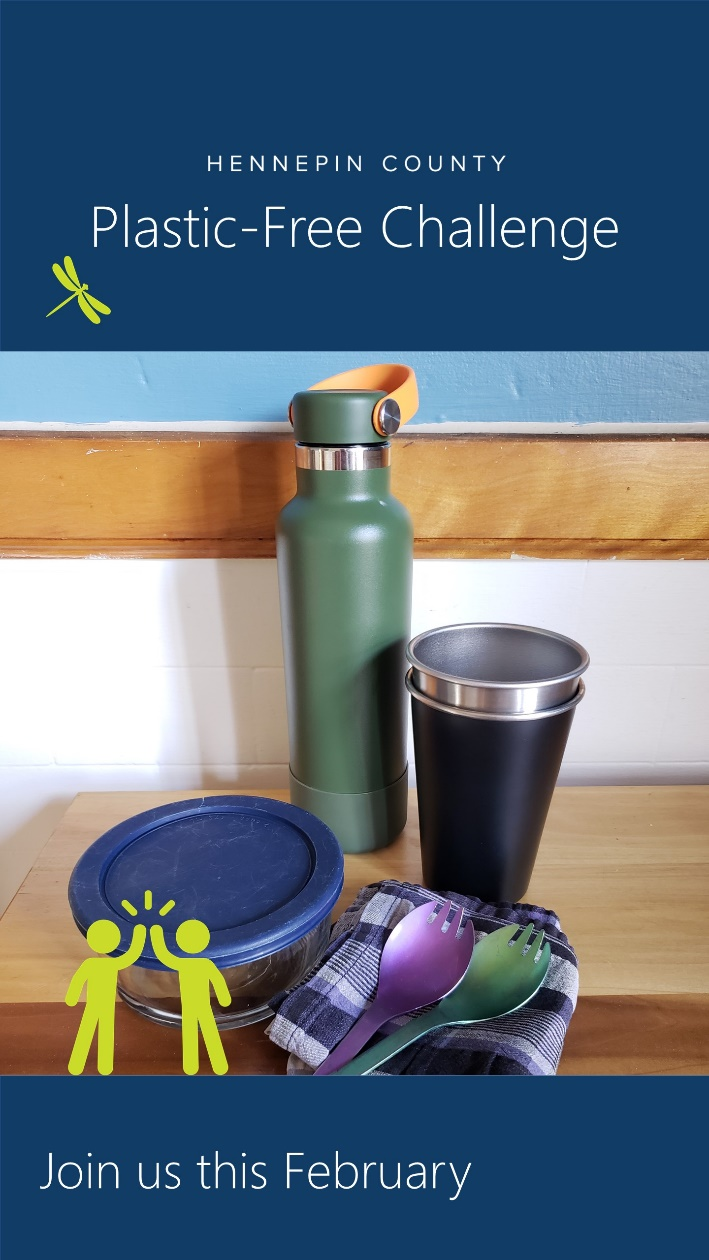 HENNEPIN COUNTY
Plastic-Free Challenge
Join us this February